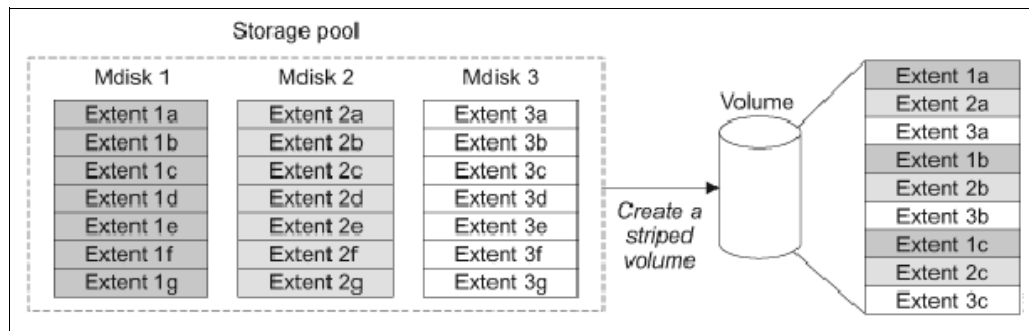 Storage pool
Mdisk 1
Extent 1a
Extent 1b
Extent 1c
Extent 1d
Extent 1e
Extent 1f
Extent 1g
Mdisk 2
Extent 2a
Extent 2b
Extent 2c
Extent 2d
Extent 2e
Extent 2f
Extent 2g
Mdisk 3
Extent 3a
Extent 3b
Extent 3c
Extent 3d
Extent 3e
Extent 3f
Extent 3g
Create a
striped
volume
Volume
Extent 1a
Extent 2a
Extent 3a
Extent 1b
Extent 2b
Extent 3b
Extent 1c
Extent 2c
Extent 3c